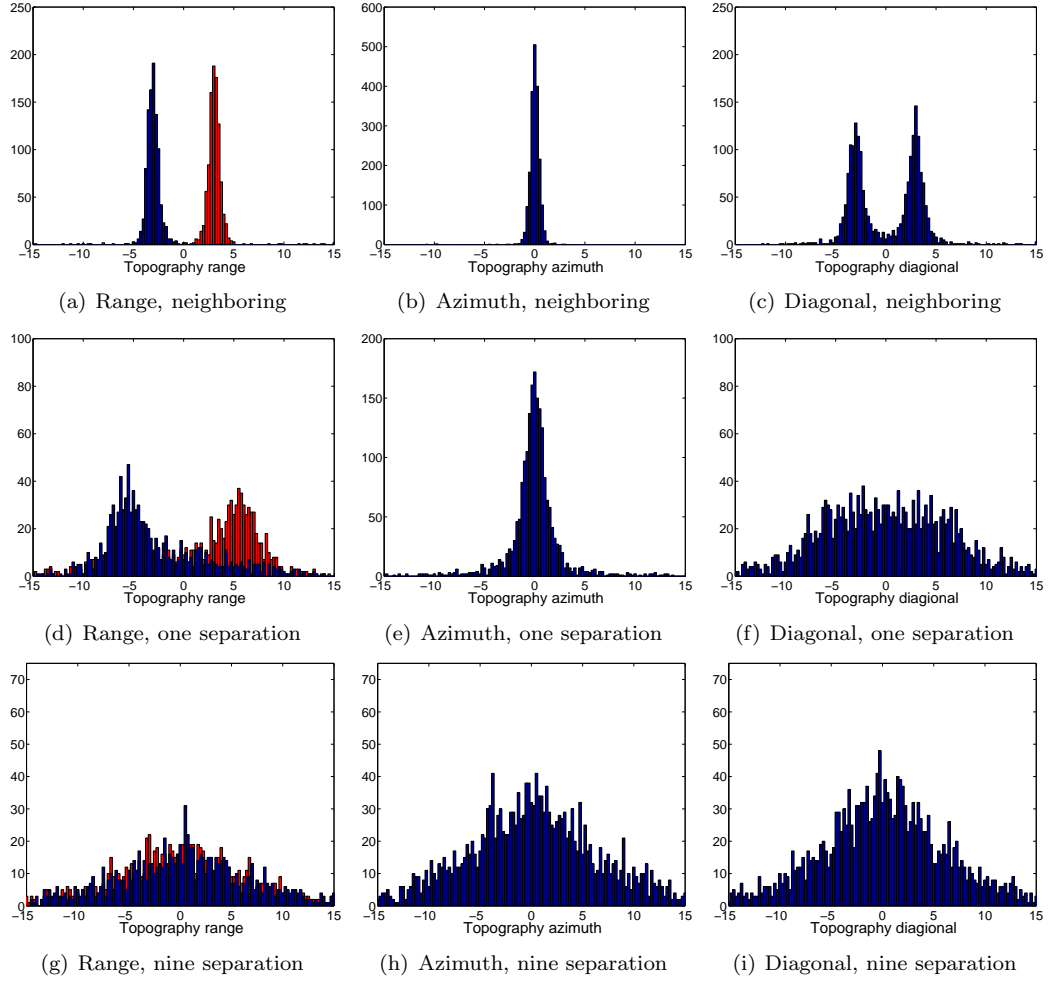 250
200
150
100
50
0
−15 −10 −5 0 5 10 15
Topography range
(a) Range, neighboring
600
500
400
300
200
100
0
−15 −10 −5 0 5 10 15
Topography azimuth
(b) Azimuth, neighboring
250
200
150
100
50
0
−15 −10 −5 0 5 10 15
Topography diagional
(c) Diagonal, neighboring
100
80
60
40
20
0
−15 −10 −5 0 5 10 15
Topography range
(d) Range, one separation
200
150
100
50
0
−15 −10 −5 0 5 10 15
Topography azimuth
(e) Azimuth, one separation
100
80
60
40
20
0
−15 −10 −5 0 5 10 15
Topography diagional
(f) Diagonal, one separation
70
60
50
40
30
20
10
0
−15 −10 −5 0 5 10 15
Topography range
(g) Range, nine separation
70
60
50
40
30
20
10
0
−15 −10 −5 0 5 10 15
Topography azimuth
(h) Azimuth, nine separation
70
60
50
40
30
20
10
0
−15 −10 −5 0 5 10 15
Topography diagional
(i) Diagonal, nine separation